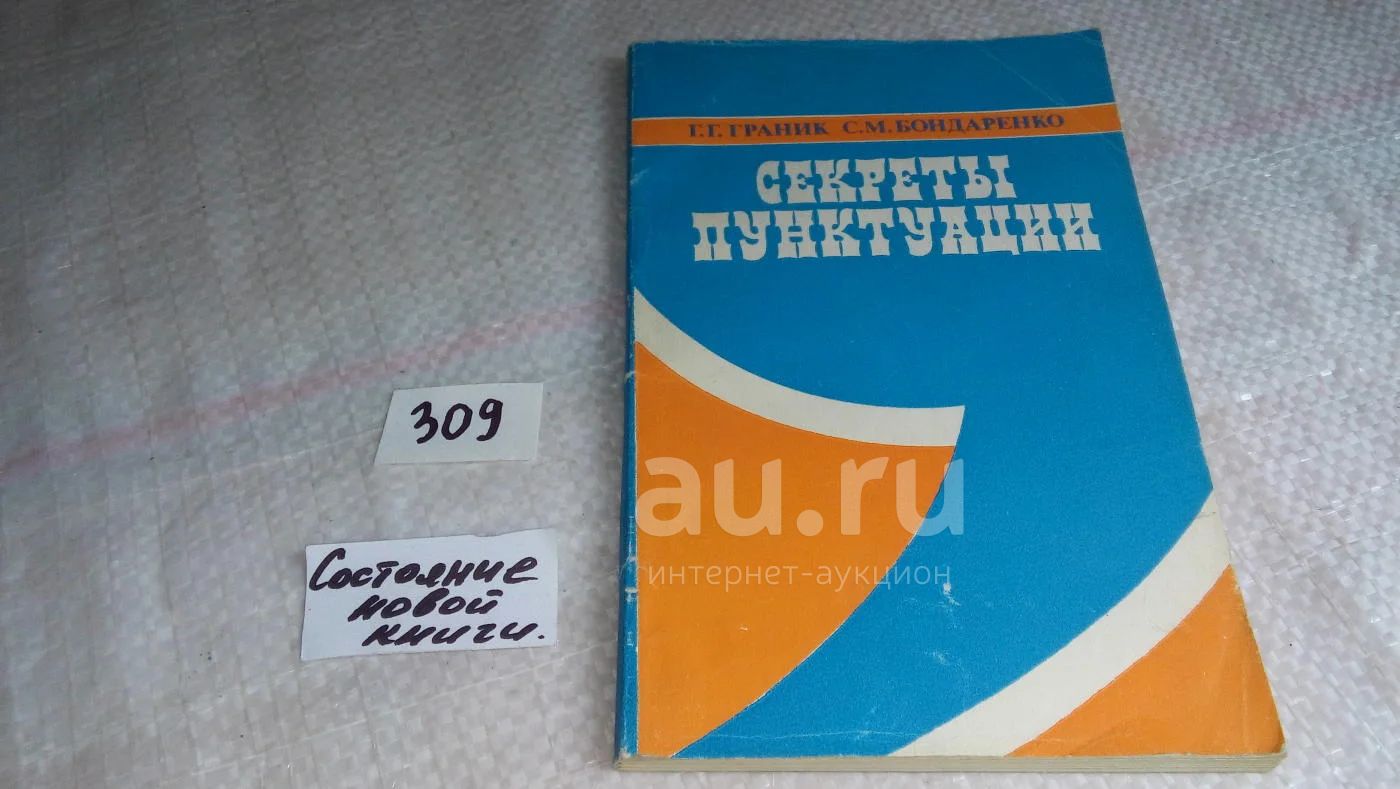 Г.Г. ГРАНИК С.М. БОНДАРЕНКО
СЕКРЕТЫ
ПУНКТУАЦИИ
309
au.ru
интернет-аукцион
Состояние
новой
книги.